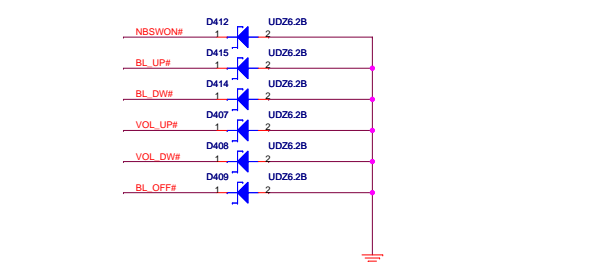 D412 UDZ6.2B
NBSWON# 1 2
D415 UDZ6.2B
BL_UP# 1 2
D414 UDZ6.2B
BL_DW# 1 2
D407 UDZ6.2B
VOL_UP# 1 2
D408 UDZ6.2B
VOL_DW# 1 2
D409 UDZ6.2B
BL_OFF# 1 2